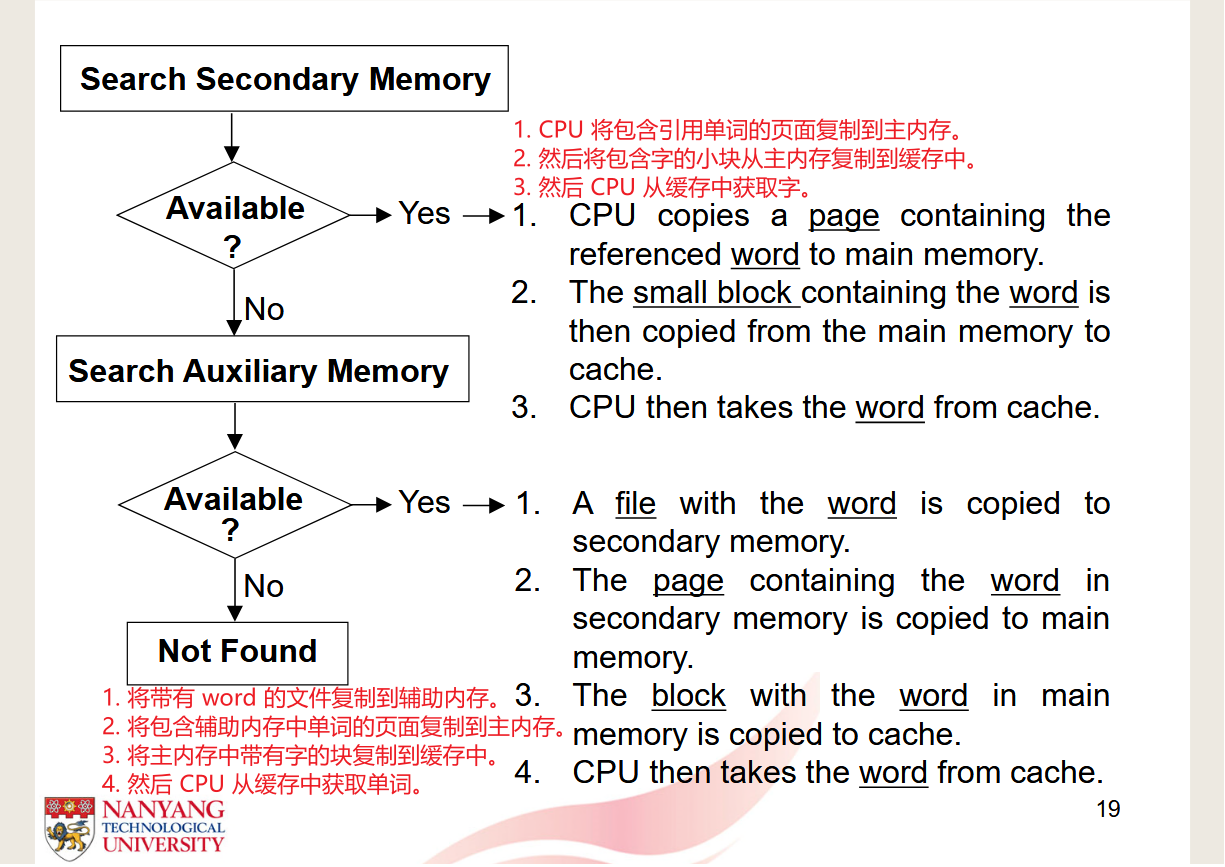 Search Secondary Memory
1. CPU 将包含引用单词的页面复制到主内存。
2. 然后将包含字的小块从主内存复制到缓存中。
3. 然后 CPU 从缓存中获取字。
Available
?
Yes
1. CPU copies a page containing the
referenced word to main memory.
2. The small block containing the word is
then copied from the main memory to
cache.
3. CPU then takes the word from cache.
No
Search Auxiliary Memory
Available
?
Yes
1. A file with the word is copied to
secondary memory.
2. The page containing the word in
secondary memory is copied to main
memory.
3. The block with the word in main
memory is copied to cache.
4. CPU then takes the word from cache.
No
Not Found
1. 将带有 word 的文件复制到辅助内存。
2. 将包含辅助内存中单词的页面复制到主内存。
3. 将主内存中带有字的块复制到缓存中。
4. 然后 CPU 从缓存中获取单词。
NANYANG
TECHNOLOGICAL
UNIVERSITY
19